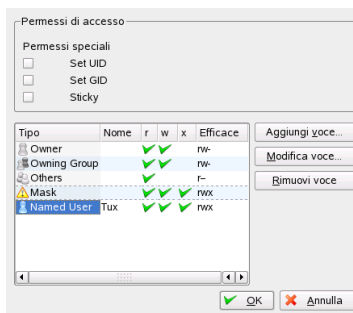 Permessi di accesso
Permessi speciali
Set UID
Set GID
Sticky
Tipo Nome r w x Efficace
Owner rw-
Owning Group rw-
Others r--
Mask rwx
Named User Tux rwx
Aggiungi voce...
Modifica voce...
Rimuovi voce
OK Annulla